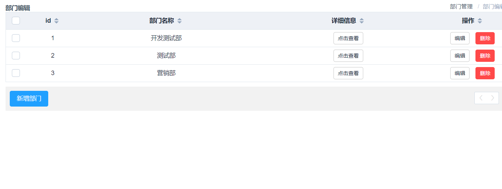 部门编辑
部门管理 / 部门编辑
id 部门名称 详细信息 操作
1 开发测试部 点击查看 编辑 删除
2 测试部 点击查看 编辑 删除
3 营销部 点击查看 编辑 删除
新增部门